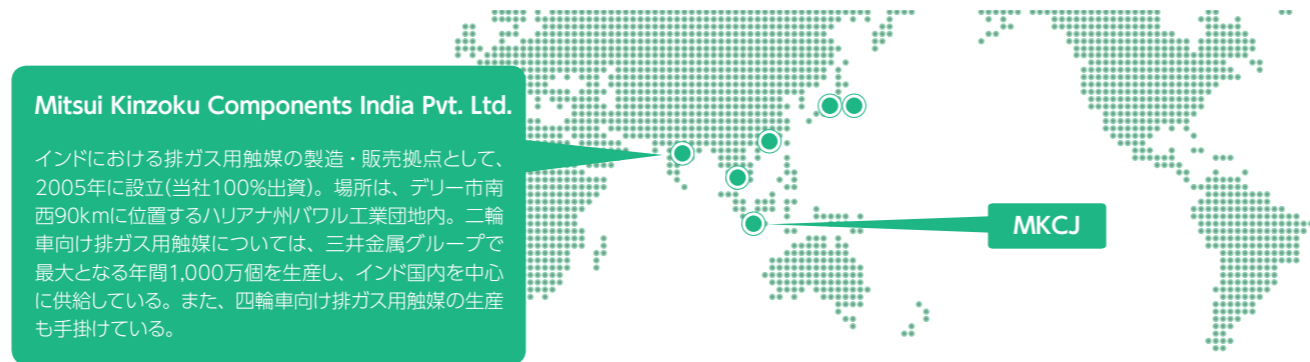 Mitsui Kinzoku Components India Pvt. Ltd.
インドにおける排ガス用触媒の製造・販売拠点として、
2005年に設立(当社100%出資)。場所は、デリー市南
西90kmに位置するハリアナ州バワル工業団地内。二輪
車向け排ガス用触媒については、三井金属グループで
最大となる年間1,000万個を生産し、インド国内を中心
に供給している。また、四輪車向け排ガス用触媒の生産
も手掛けている。
MKCJ